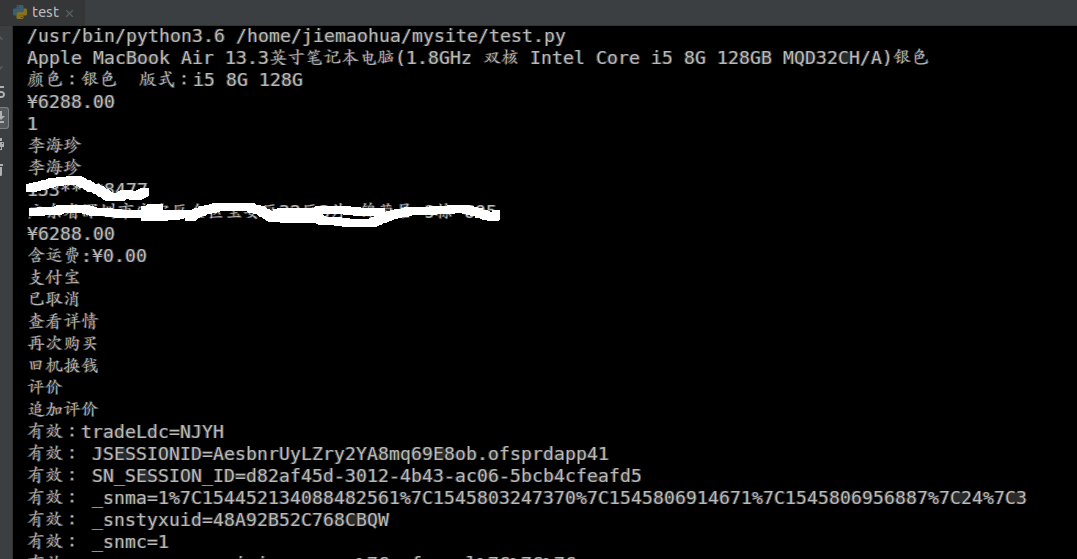 test
/usr/bin/python3.6 /home/jiemaohua/mysite/test.py
Apple MacBook Air 13.3英寸笔记本电脑(1.8GHz 双核 Intel Core i5 8G 128GB MQD32CH/A)银色
颜色：银色 版式：i5 8G 128G
¥6288.00
1
李海珍
李海珍
¥6288.00
含运费:¥0.00
支付宝
已取消
查看详情
再次购买
旧机换钱
评价
追加评价
有效：tradeLdc=NJYH
有效： JSESSIONID=AesbnrUyLZry2YA8mq69E8ob.ofsprdapp41
有效： SN_SESSION_ID=d82af45d-3012-4b43-ac06-5bcb4cfeafd5
有效： _snma=1%7C154452134088482561%7C1545803247370%7C1545806914671%7C1545806956887%7C24%7C3
有效： _snstyxuid=48A92B52C768CBQW
有效： _snmc=1